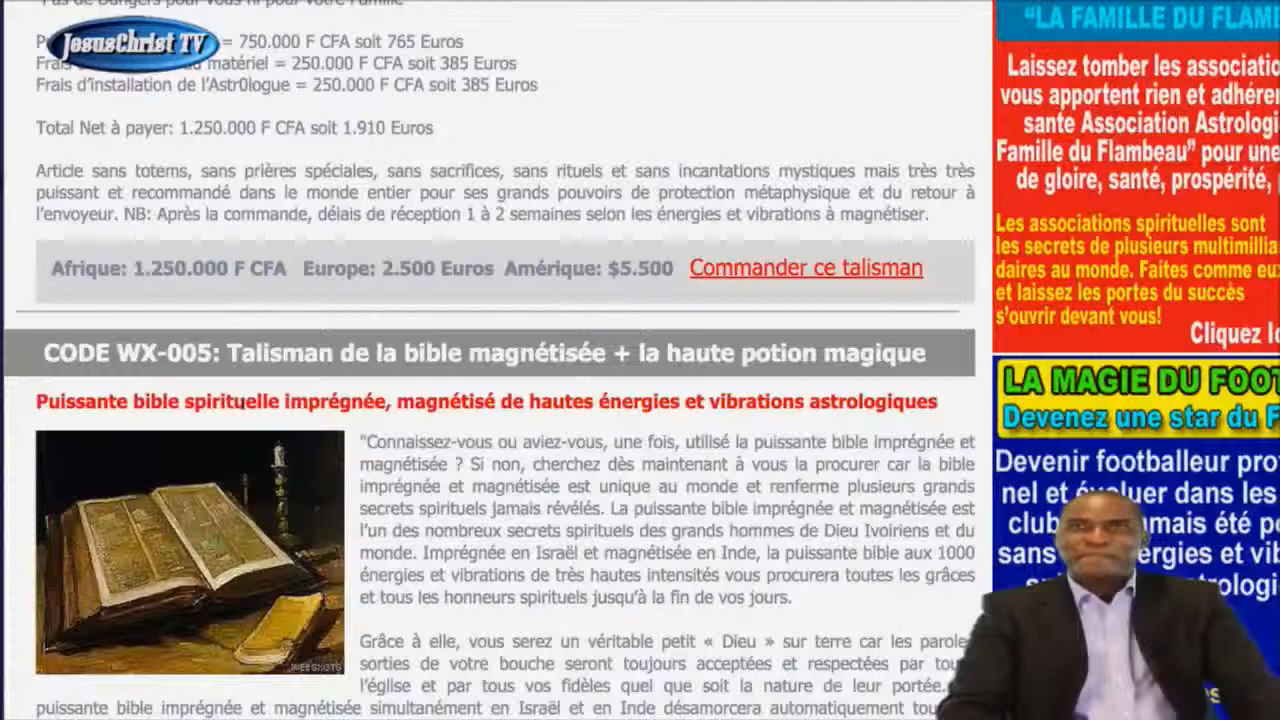 Pas de Dangers pour vous ni pour votre Famille
JesusChrist TV
= 750.000 F CFA soit 765 Euros
Frais matériel = 250.000 F CFA soit 385 Euros
Frais d'installation de l'Astr0logue = 250.000 F CFA soit 385 Euros
Total Net à payer: 1.250.000 F CFA soit 1.910 Euros
Article sans totems, sans prières spéciales, sans sacrifices, sans rituels et sans incantations mystiques mais très très
puissant et recommandé dans le monde entier pour ses grands pouvoirs de protection métaphysique et du retour à
l'envoyeur. NB: Après la commande, délais de réception 1 à 2 semaines selon les énergies et vibrations à magnétiser.
Afrique: 1.250.000 F CFA Europe: 2.500 Euros Amérique: $5.500 Commander ce talisman
CODE WX-005: Talisman de la bible magnétisée + la haute potion magique
Puissante bible spirituelle imprégnée, magnétisé de hautes énergies et vibrations astrologiques
"Connaissez-vous ou aviez-vous, une fois, utilisé la puissante bible imprégnée et
magnétisée ? Si non, cherchez dès maintenant à vous la procurer car la bible
imprégnée et magnétisée est unique au monde et renferme plusieurs grands
secrets spirituels jamais révélés. La puissante bible imprégnée et magnétisée est
l'un des nombreux secrets spirituels des grands hommes de Dieu Ivoiriens et du
monde. Imprégnée en Israël et magnétisée en Inde, la puissante bible aux 1000
énergies et vibrations de très hautes intensités vous procurera toutes les grâces
et tous les honneurs spirituels jusqu'à la fin de vos jours.
WEBSHOTS
Grâce à elle, vous serez un véritable petit « Dieu » sur terre car les parole
sorties de votre bouche seront toujours acceptées et respectées par tou
l'église et par tous vos fidèles quel que soit la nature de leur portée.
puissante bible imprégnée et magnétisée simultanément en Israël et en Inde désamorcera automatiquement tou
"LA FAMILLE DU FLAM
Laissez tomber les associatio
vous apportent rien et adhérer
sante Association Astrologi
Famille du Flambeau" pour une
de gloire, santé, prospérité,
Les associations spirituelles sont
les secrets de plusieurs multimillia
daires au monde. Faites comme eux
et laissez les portes du succès
s'ouvrir devant vous!
Cliquez Ic
LA MAGIE DU FOOT
Devenez une star du F
Devenir footballeur pro
nel et évoluer dans les
club amais été po
sans ergies et vib
trologi